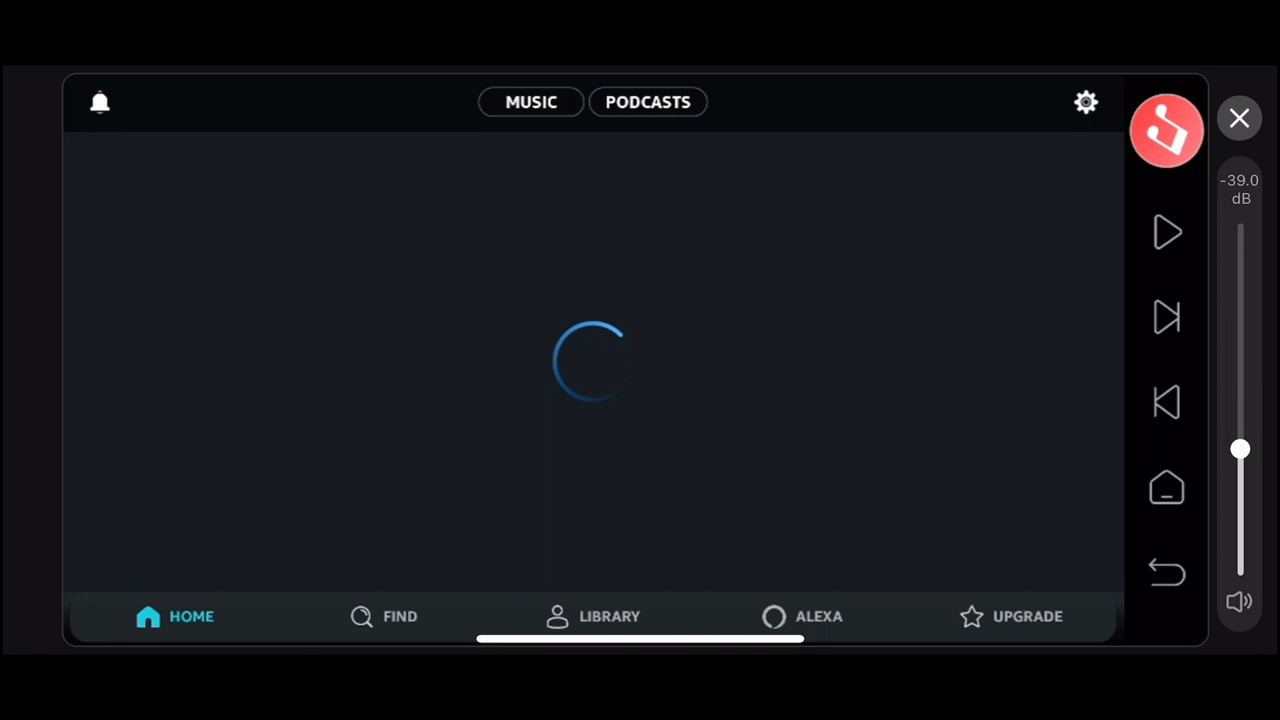 MUSIC
PODCASTS
-39.0
dB
HOME
FIND
LIBRARY
ALEXA
UPGRADE